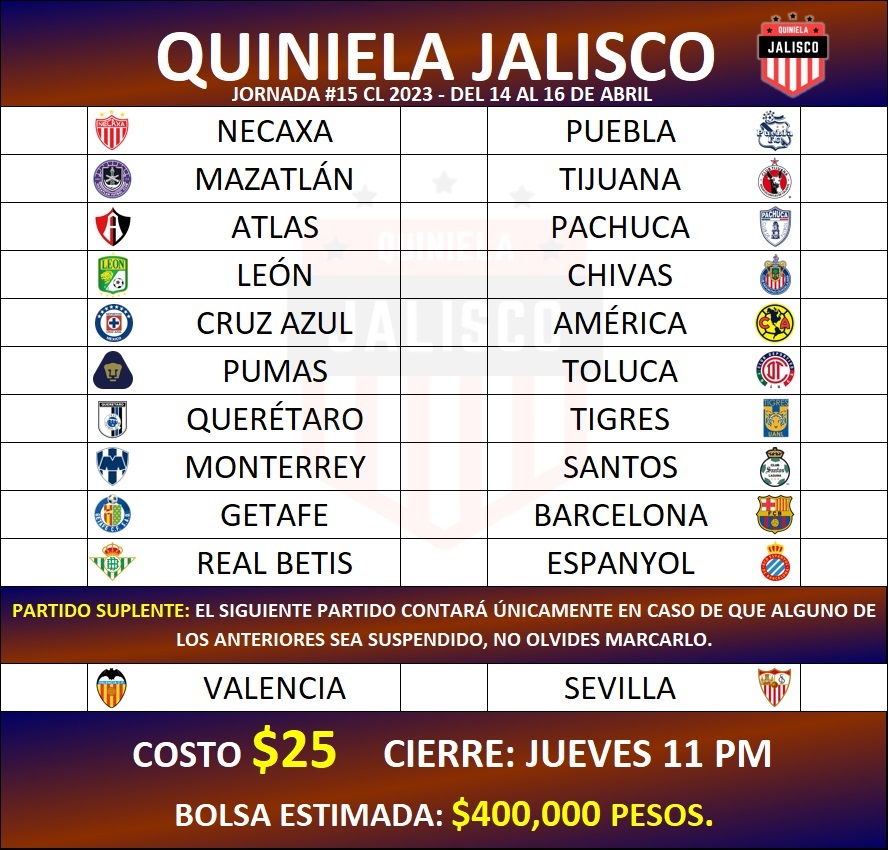 QUINIELA JALISCO
QUINIELA
JALISCO
JORNADA #15 CL 2023 - DEL 14 AL 16 DE ABRIL
NECAXA PUEBLA
MAZATLÁN TIJUANA
ATLAS PACHUCA
QUINIELA
LEÓN CHIVAS
JALISCO
CRUZ AZUL AMÉRICA
PUMAS TOLUCA
QUERÉTARO TIGRES
MONTERREY SANTOS
GETAFE BARCELONA
REAL BETIS ESPANYOL
PARTIDO SUPLENTE: EL SIGUIENTE PARTIDO CONTARÁ ÚNICAMENTE EN CASO DE QUE ALGUNO DE
LOS ANTERIORES SEA SUSPENDIDO, NO OLVIDES MARCARLO.
VALENCIA SEVILLA
COSTO $25 CIERRE: JUEVES 11 PM
BOLSA ESTIMADA: $400,000 PESOS.